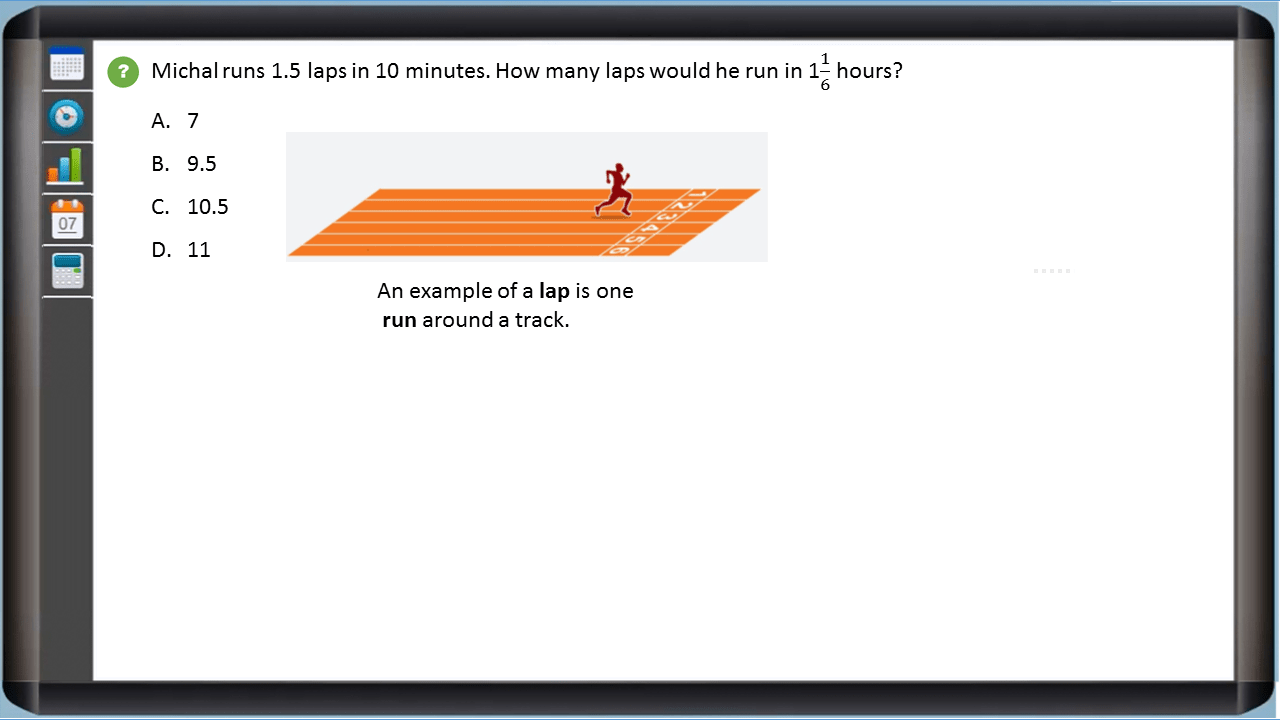 ? Michal runs 1.5 laps in 10 minutes. How many laps would he run in 1 1/6 hours?
A. 7
B. 9.5
C. 10.5
D. 11
1 2 3 4 5 6
An example of a lap is one
run around a track.
07